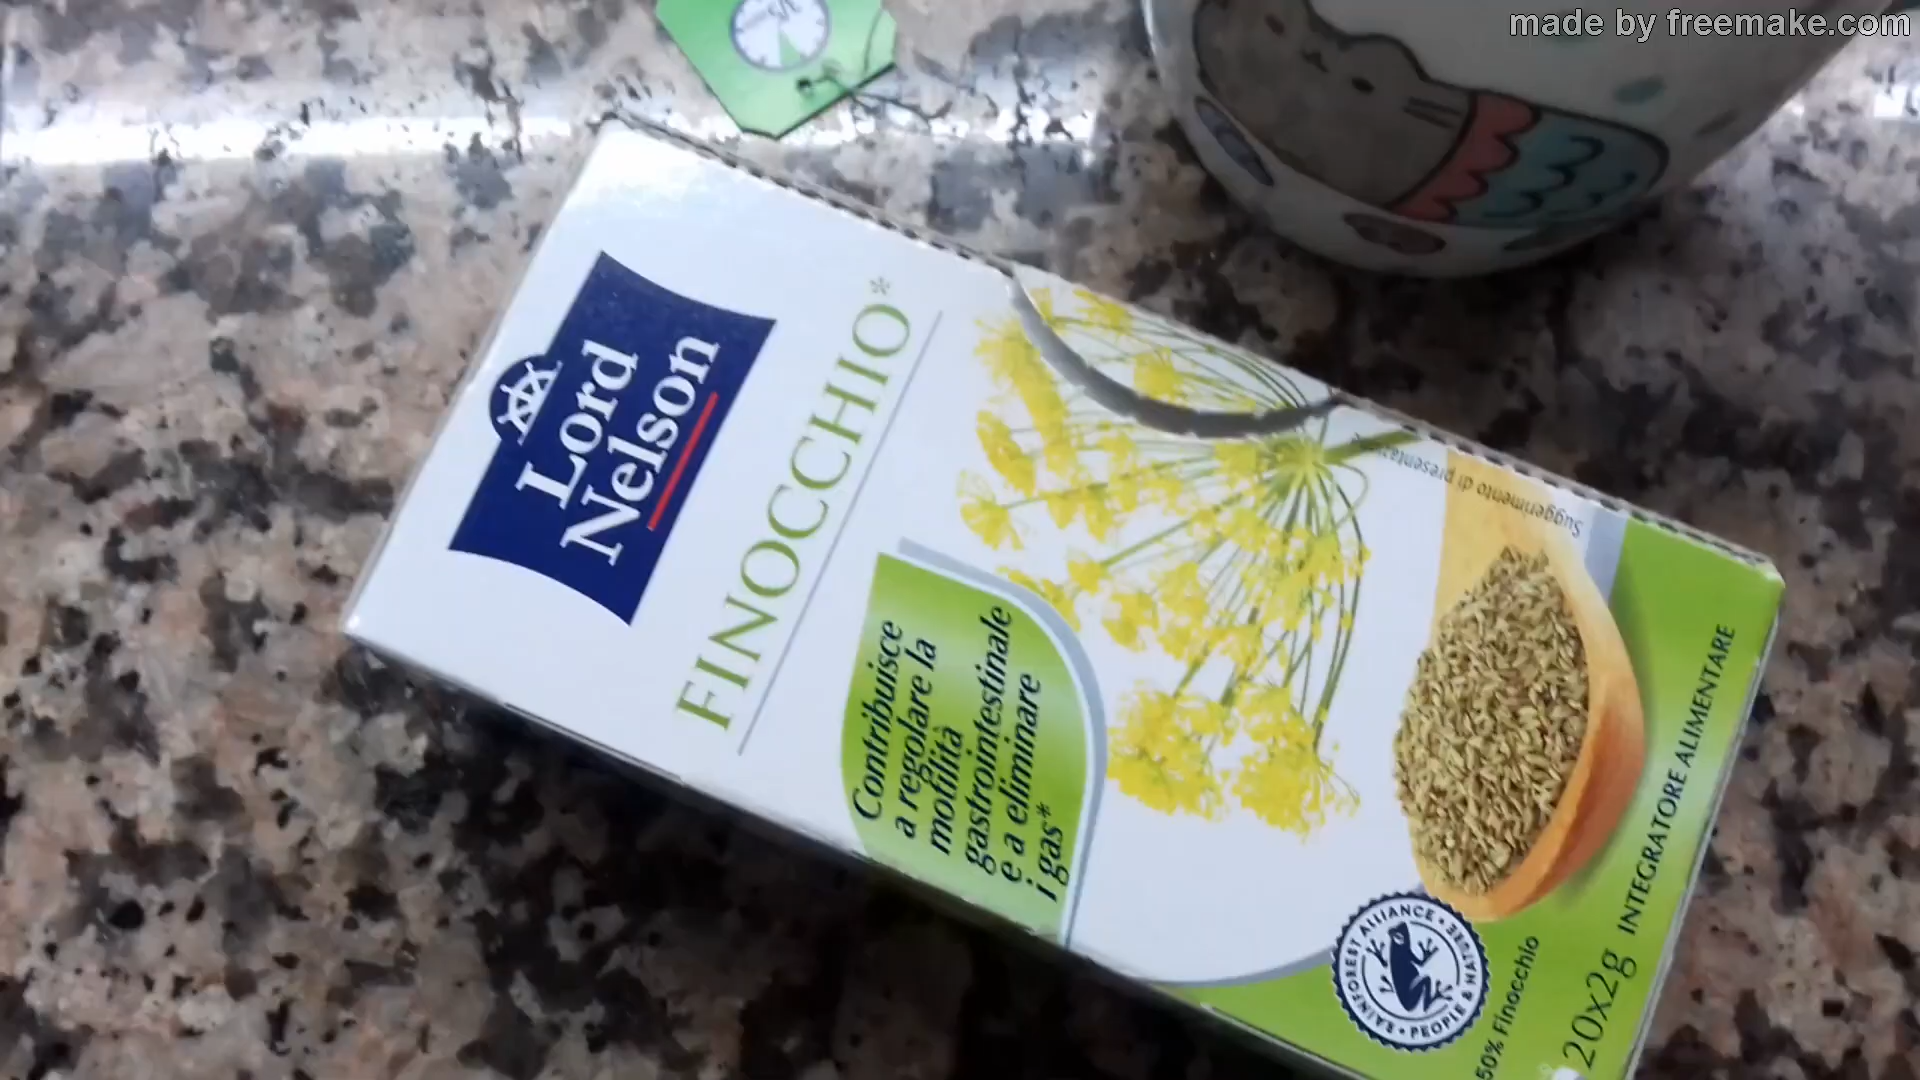 made by freemake.com
Lord
Nelson
FINOCCHIO*
Contribuisce
a regolare la
motilità
gastrointestinale
e a eliminare
i gas*
Suggerimento di
RAINFOREST ALLIANCE • PEOPLE & NATURE •
50% Finocchio
20x2g INTEGRATORE ALIMENTARE